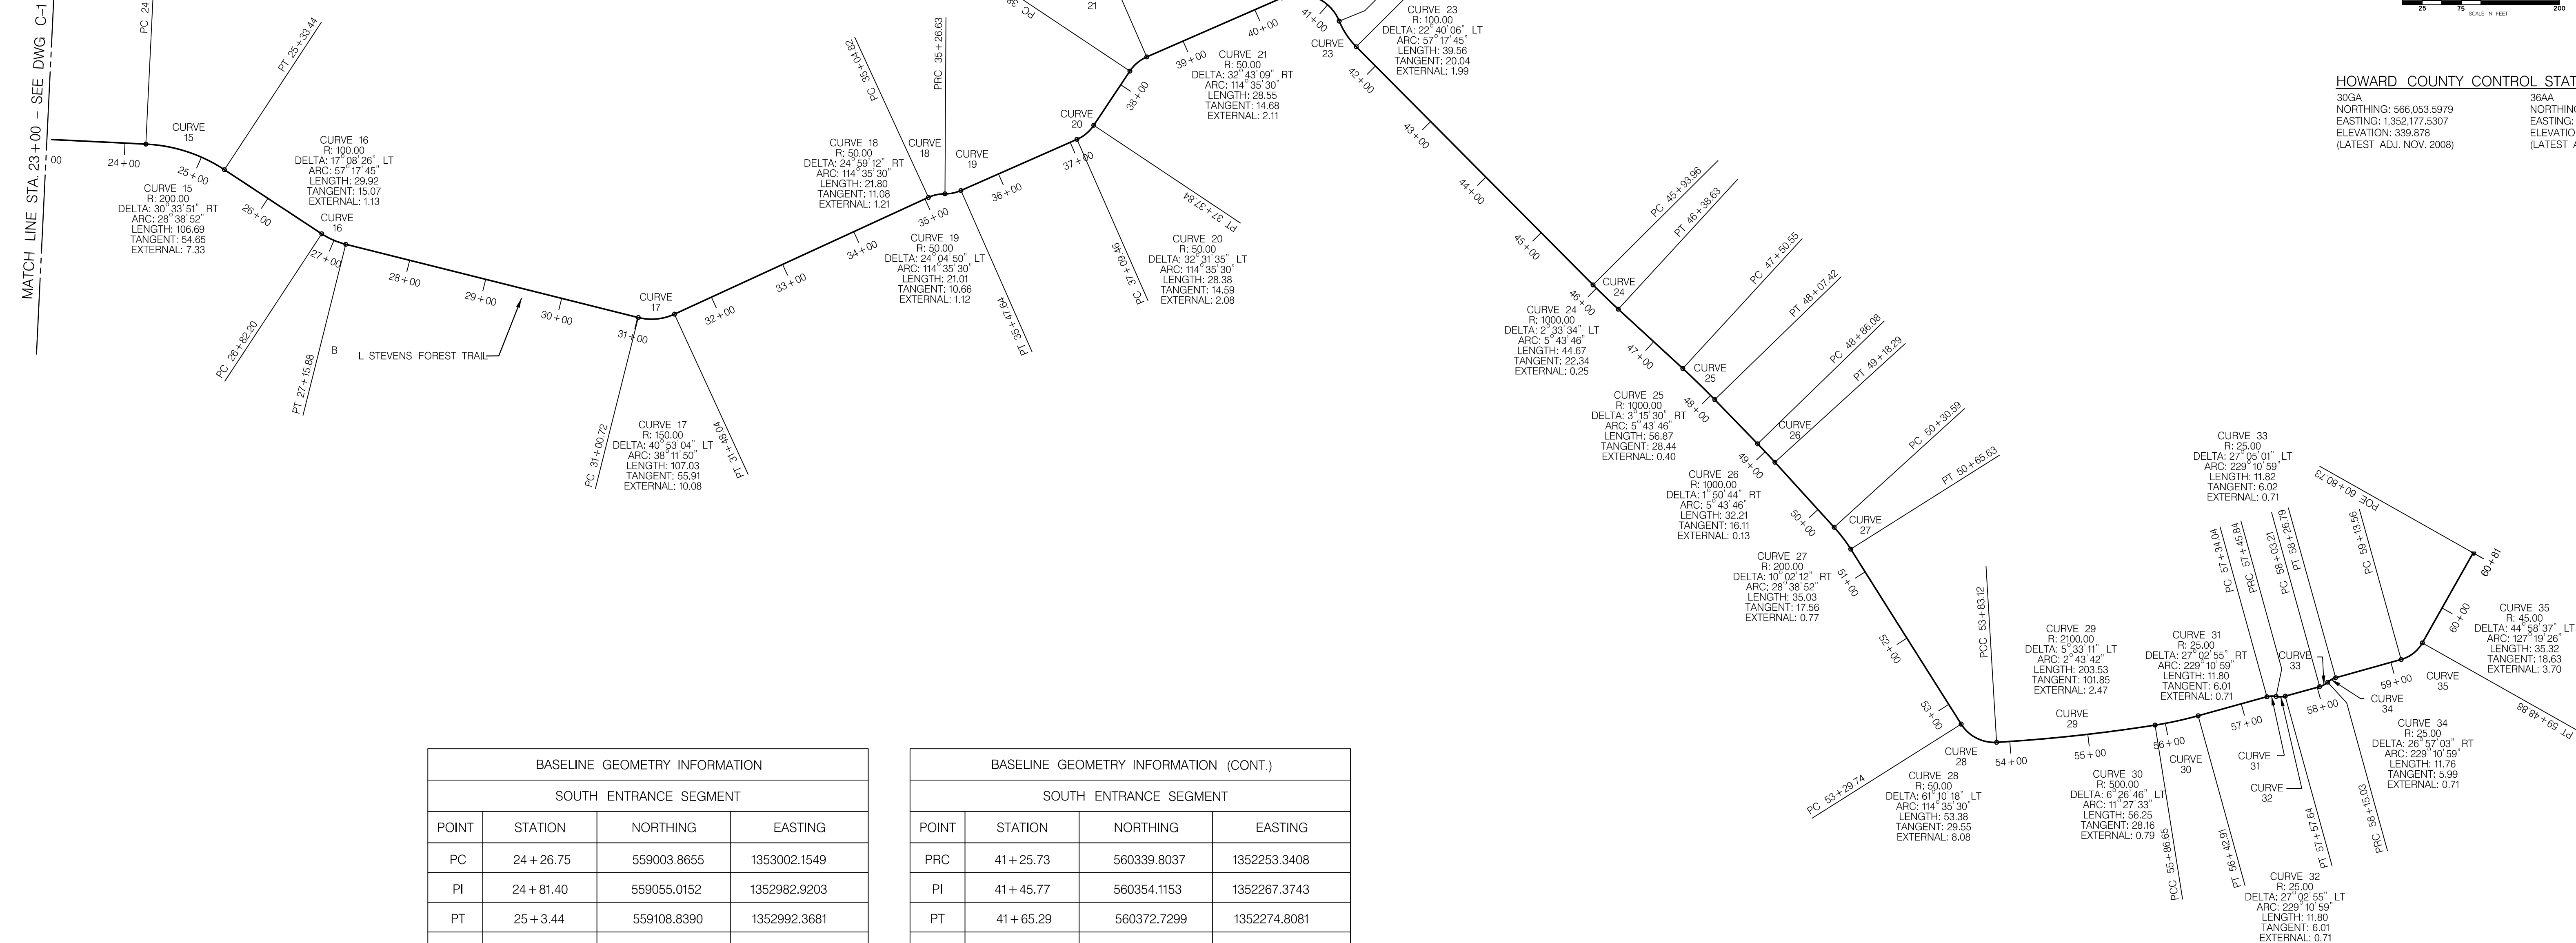 MATCH LINE STA. 23+00 - SEE DWG C-1
00
PC 24
24+00
CURVE
15
25+00
PT 25+33.44
CURVE 15
R: 200.00
DELTA: 30°33'51" RT
ARC: 28°38'52"
LENGTH: 106.69
TANGENT: 54.65
EXTERNAL: 7.33
26+00
CURVE 16
R: 100.00
DELTA: 17°08'26" LT
ARC: 57°17'45"
LENGTH: 29.92
TANGENT: 15.07
EXTERNAL: 1.13
CURVE
16
PC 26+82.20
27+00
PT 27+15.88
B
L STEVENS FOREST TRAIL
28+00
29+00
30+00
CURVE
17
31+00
PC 31+00.72
PT 31+48.04
CURVE 17
R: 150.00
DELTA: 40°53'04" LT
ARC: 38°11'50"
LENGTH: 107.03
TANGENT: 55.91
EXTERNAL: 10.08
32+00
33+00
34+00
CURVE 18
R: 50.00
DELTA: 24°59'12" RT
ARC: 114°35'30"
LENGTH: 21.80
TANGENT: 11.08
EXTERNAL: 1.21
PC 35+04.82
CURVE
18
PRC 35+26.63
CURVE
19
35+00
CURVE 19
R: 50.00
DELTA: 24°04'50" LT
ARC: 114°35'30"
LENGTH: 21.01
TANGENT: 10.66
EXTERNAL: 1.12
PT 35+47.64
36+00
CURVE
20
37+00
PC 37+09.46
PT 37+37.84
CURVE 20
R: 50.00
DELTA: 32°31'35" LT
ARC: 114°35'30"
LENGTH: 28.38
TANGENT: 14.59
EXTERNAL: 2.08
38+00
21
39+00
CURVE 21
R: 50.00
DELTA: 32°43'09" RT
ARC: 114°35'30"
LENGTH: 28.55
TANGENT: 14.68
EXTERNAL: 2.11
40+00
41+00
CURVE
23
CURVE 23
R: 100.00
DELTA: 22°40'06" LT
ARC: 57°17'45"
LENGTH: 39.56
TANGENT: 20.04
EXTERNAL: 1.99
42+00
43+00
44+00
45+00
PC 45+93.96
PT 46+38.63
46+00
CURVE
24
CURVE 24
R: 1000.00
DELTA: 2°33'34" LT
ARC: 5°43'46"
LENGTH: 44.67
TANGENT: 22.34
EXTERNAL: 0.25
47+00
PC 47+50.55
PT 48+07.42
CURVE
25
48+00
CURVE 25
R: 1000.00
DELTA: 3°15'30" RT
ARC: 5°43'46"
LENGTH: 56.87
TANGENT: 28.44
EXTERNAL: 0.40
PC 48+86.08
PT 49+18.29
CURVE
26
49+00
CURVE 26
R: 1000.00
DELTA: 1°50'44" RT
ARC: 5°43'46"
LENGTH: 32.21
TANGENT: 16.11
EXTERNAL: 0.13
50+00
PC 50+30.59
PT 50+65.63
CURVE
27
CURVE 27
R: 200.00
DELTA: 10°02'12" RT
ARC: 28°38'52"
LENGTH: 35.03
TANGENT: 17.56
EXTERNAL: 0.77
51+00
52+00
53+00
PC 53+29.74
CURVE
28
CURVE 28
R: 50.00
DELTA: 61°10'18" LT
ARC: 114°35'30"
LENGTH: 53.38
TANGENT: 29.55
EXTERNAL: 8.08
PCC 53+83.12
54+00
CURVE 29
R: 2100.00
DELTA: 5°33'11" LT
ARC: 2°43'42"
LENGTH: 203.53
TANGENT: 101.85
EXTERNAL: 2.47
CURVE
29
55+00
56+00
CURVE
30
CURVE 30
R: 500.00
DELTA: 6°26'46" LT
ARC: 11°27'33"
LENGTH: 56.25
TANGENT: 28.16
EXTERNAL: 0.79
PCC 55+86.65
PT 56+42.91
CURVE 31
R: 25.00
DELTA: 27°02'55" RT
ARC: 229°10'59"
LENGTH: 11.80
TANGENT: 6.01
EXTERNAL: 0.71
57+00
CURVE
31
CURVE
32
PT 57+57.64
CURVE 32
R: 25.00
DELTA: 27°02'55" LT
ARC: 229°10'59"
LENGTH: 11.80
TANGENT: 6.01
EXTERNAL: 0.71
CURVE 33
R: 25.00
DELTA: 27°05'01" LT
ARC: 229°10'59"
LENGTH: 11.82
TANGENT: 6.02
EXTERNAL: 0.71
PC 57+34.04
PRC 57+45.84
PC 58+03.21
PT 58+26.79
CURVE
33
58+00
PRC 58+15.03
CURVE
34
CURVE 34
R: 25.00
DELTA: 26°57'03" RT
ARC: 229°10'59"
LENGTH: 11.76
TANGENT: 5.99
EXTERNAL: 0.71
PC 59+13.56
59+00
CURVE
35
PT 59+48.88
CURVE 35
R: 45.00
DELTA: 44°58'37" LT
ARC: 127°19'26"
LENGTH: 35.32
TANGENT: 18.63
EXTERNAL: 3.70
60+00
60+81
POE 60+80.73
25 75 200
SCALE IN FEET
HOWARD COUNTY CONTROL STAT
30GA
NORTHING: 566,053.5979
EASTING: 1,352,177.5307
ELEVATION: 339.878
(LATEST ADJ. NOV. 2008)
36AA
NORTHING
EASTING:
ELEVATIO
(LATEST A
BASELINE GEOMETRY INFORMATION
SOUTH ENTRANCE SEGMENT
POINT STATION NORTHING EASTING
PC 24+26.75 559003.8655 1353002.1549
PI 24+81.40 559055.0152 1352982.9203
PT 25+3.44 559108.8390 1352992.3681
BASELINE GEOMETRY INFORMATION (CONT.)
SOUTH ENTRANCE SEGMENT
POINT STATION NORTHING EASTING
PRC 41+25.73 560339.8037 1352253.3408
PI 41+45.77 560354.1153 1352267.3743
PT 41+65.29 560372.7299 1352274.8081